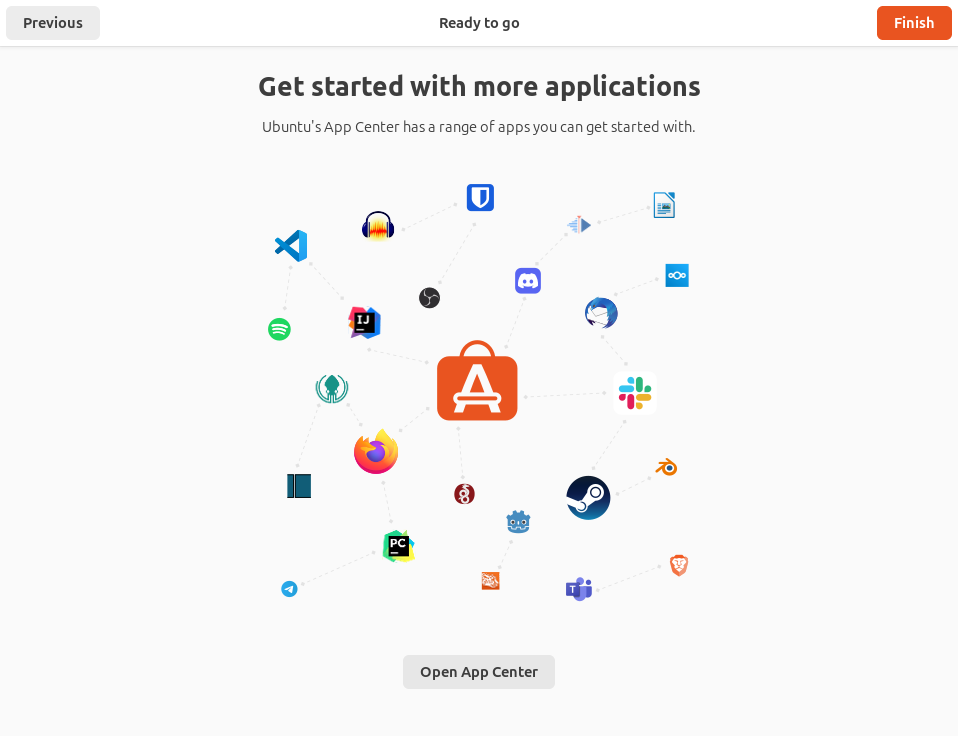 Previous
Ready to go
Finish
Get started with more applications
Ubuntu's App Center has a range of apps you can get started with.
IJ
PC
T
Open App Center